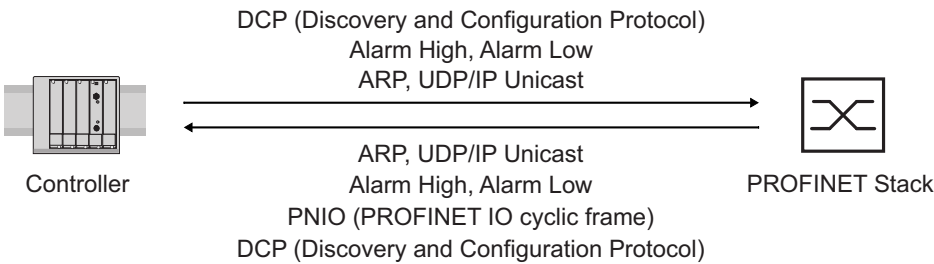 DCP (Discovery and Configuration Protocol)
Alarm High, Alarm Low
ARP, UDP/IP Unicast
ARP, UDP/IP Unicast
Controller
Alarm High, Alarm Low
PROFINET Stack
PNIO (PROFINET IO cyclic frame)
DCP (Discovery and Configuration Protocol)